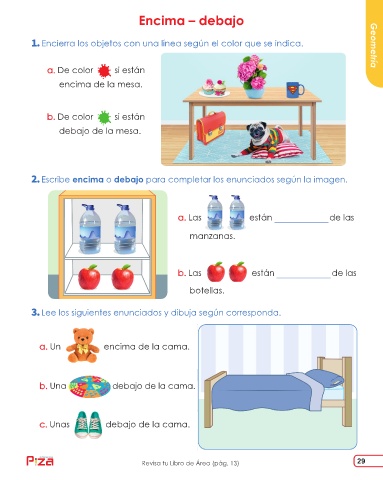 Encima – debajo
Geometría
1. Encierra los objetos con una línea según el color que se indica.
a. De color si están
encima de la mesa.
b. De color si están
debajo de la mesa.
2. Escribe encima o debajo para completar los enunciados según la imagen.
a. Las están ____________ de las
manzanas.
b. Las están ____________ de las
botellas.
3. Lee los siguientes enunciados y dibuja según corresponda.
a. Un encima de la cama.
b. Una debajo de la cama.
c. Unas debajo de la cama.
Revisa tu Libro de Área (pág. 13)
29